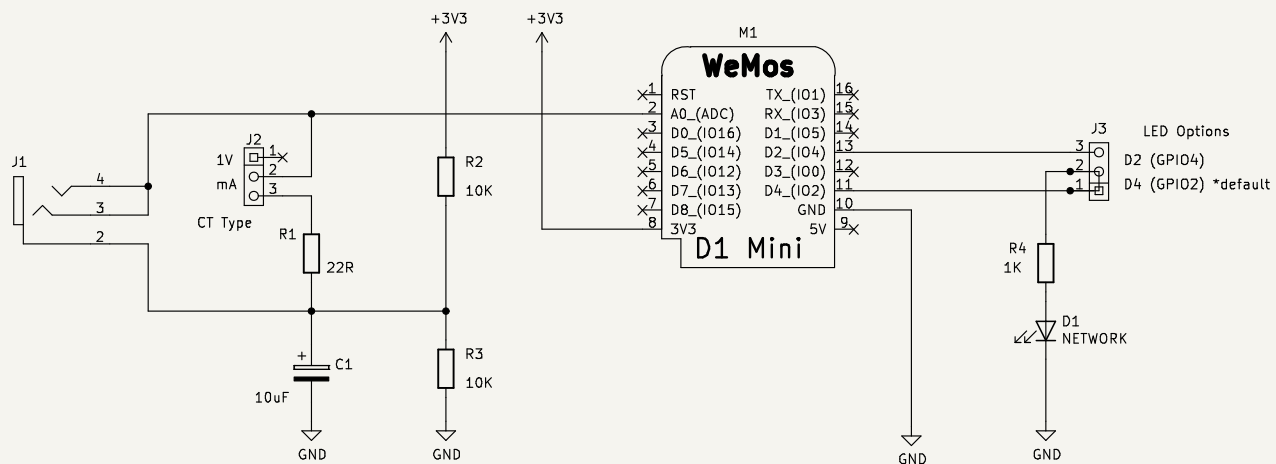 +3V3
+3V3
M1
WeMos
1 RST TX_(IO1) 16
2 A0_(ADC) RX_(IO3) 15
3 D0_(IO16) D1_(IO5) 14
4 D5_(IO14) D2_(IO4) 13
5 D6_(IO12) D3_(IO0) 12
6 D7_(IO13) D4_(IO2) 11
7 D8_(IO15) GND 10
8 3V3 5V 9
D1 Mini
J1
4
3
2
J2
1V 1
mA 2
3
CT Type
R1
22R
R2
10K
R3
10K
+
C1
10uF
GND
GND
GND
J3
LED Options
3
2 D2 (GPIO4)
1 D4 (GPIO2) *default
R4
1K
D1
NETWORK
GND